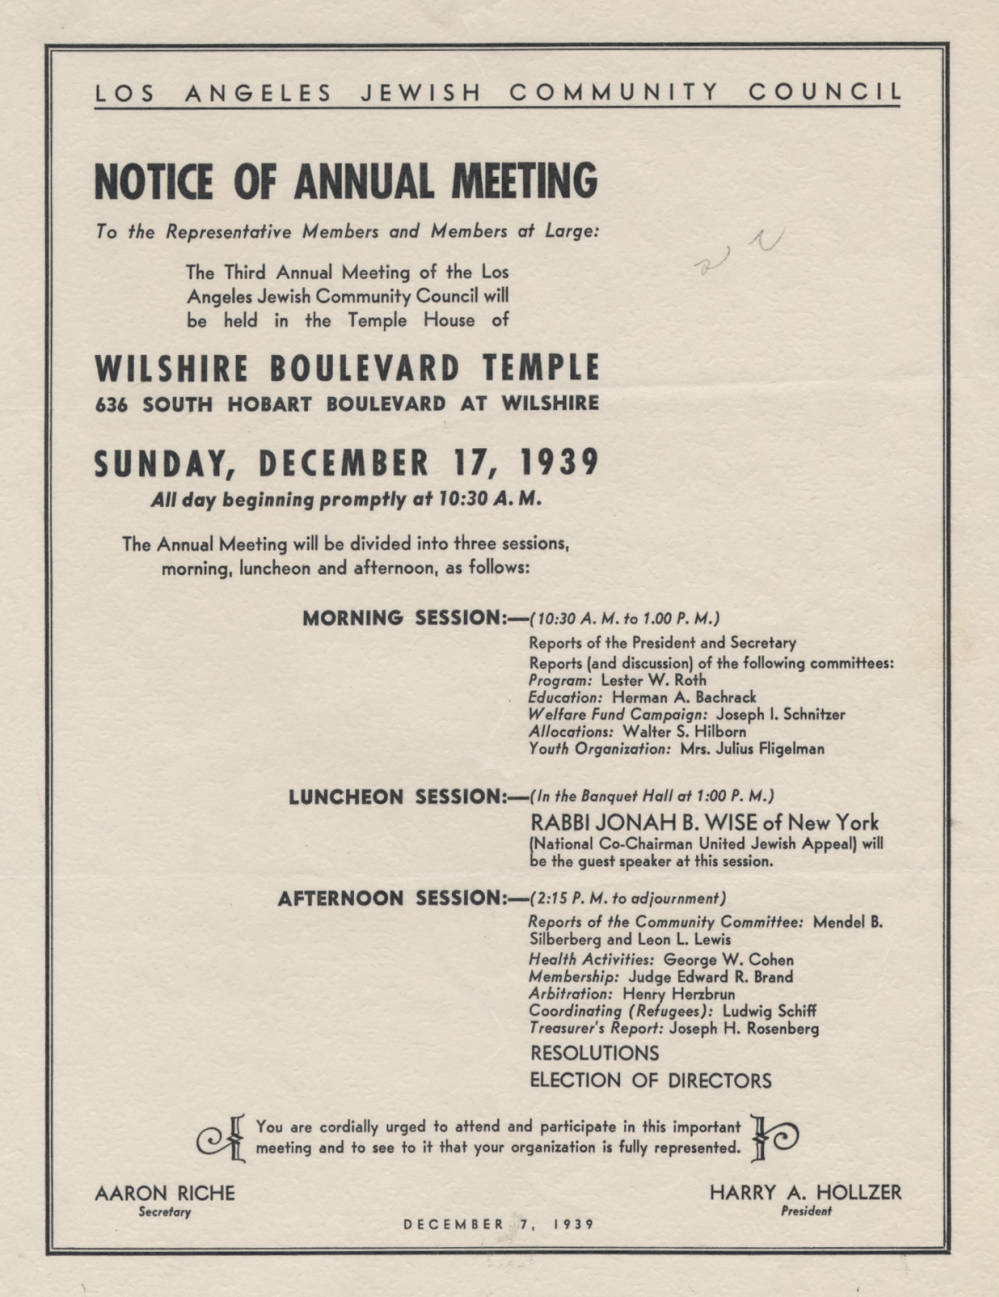 LOS ANGELES JEWISH COMMUNITY COUNCIL
NOTICE OF ANNUAL MEETING
To the Representative Members and Members at Large:
The Third Annual Meeting of the Los
Angeles Jewish Community Council will
be held in the Temple House of
WILSHIRE BOULEVARD TEMPLE
636 SOUTH HOBART BOULEVARD AT WILSHIRE
SUNDAY, DECEMBER 17, 1939
All day beginning promptly at 10:30 A. M.
The Annual Meeting will be divided into three sessions,
morning, luncheon and afternoon, as follows:
MORNING SESSION:—(10:30 A. M. to 1.00 P. M.)
Reports of the President and Secretary
Reports (and discussion) of the following committees:
Program: Lester W. Roth
Education: Herman A. Bachrack
Welfare Fund Campaign: Joseph I. Schnitzer
Allocations: Walter S. Hilborn
Youth Organization: Mrs. Julius Fligelman
LUNCHEON SESSION:—(In the Banquet Hall at 1:00 P. M.)
RABBI JONAH B. WISE of New York
(National Co-Chairman United Jewish Appeal) will
be the guest speaker at this session.
AFTERNOON SESSION:—(2:15 P. M. to adjournment)
Reports of the Community Committee: Mendel B.
Silberberg and Leon L. Lewis
Health Activities: George W. Cohen
Membership: Judge Edward R. Brand
Arbitration: Henry Herzbrun
Coordinating (Refugees): Ludwig Schiff
Treasurer's Report: Joseph H. Rosenberg
RESOLUTIONS
ELECTION OF DIRECTORS
You are cordially urged to attend and participate in this important
meeting and to see to it that your organization is fully represented.
AARON RICHE
Secretary
HARRY A. HOLLZER
President
DECEMBER 7, 1939